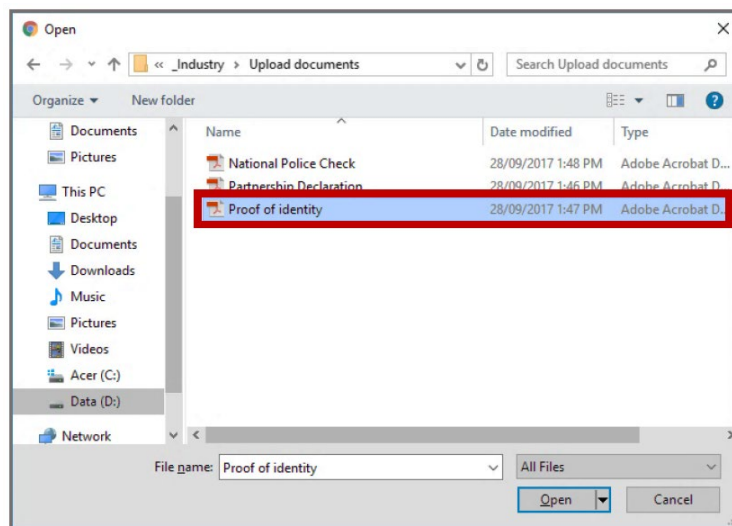 Open
« _Industry > Upload documents
Search Upload documents
Organize
New folder
Documents
Pictures
This PC
Desktop
Documents
Downloads
Music
Pictures
Videos
Acer (C:)
Data (D:)
Network
Name Date modified Type
National Police Check 28/09/2017 1:48 PM Adobe Acrobat D...
Partnership Declaration 28/09/2017 1:46 PM Adobe Acrobat D...
Proof of identity 28/09/2017 1:47 PM Adobe Acrobat D...
File name: Proof of identity
All Files
Open
Cancel